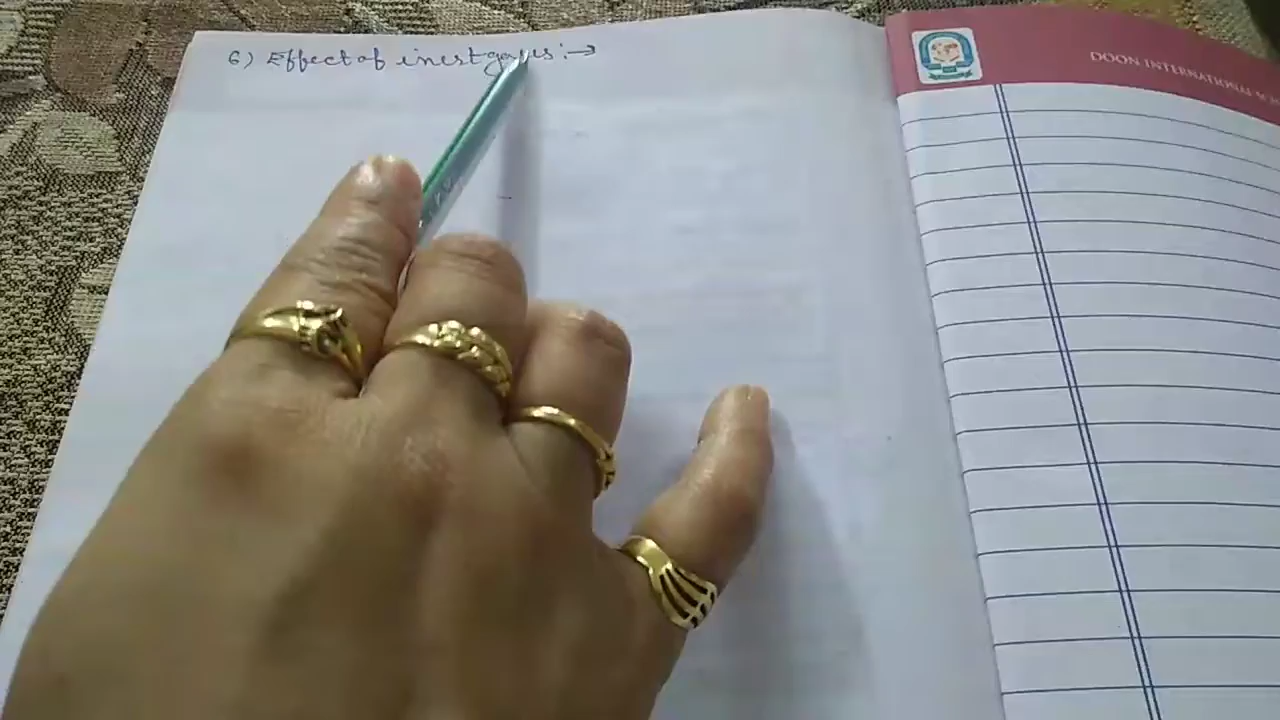 6) Effect of inert gases :→
DOON INTERNATIONAL